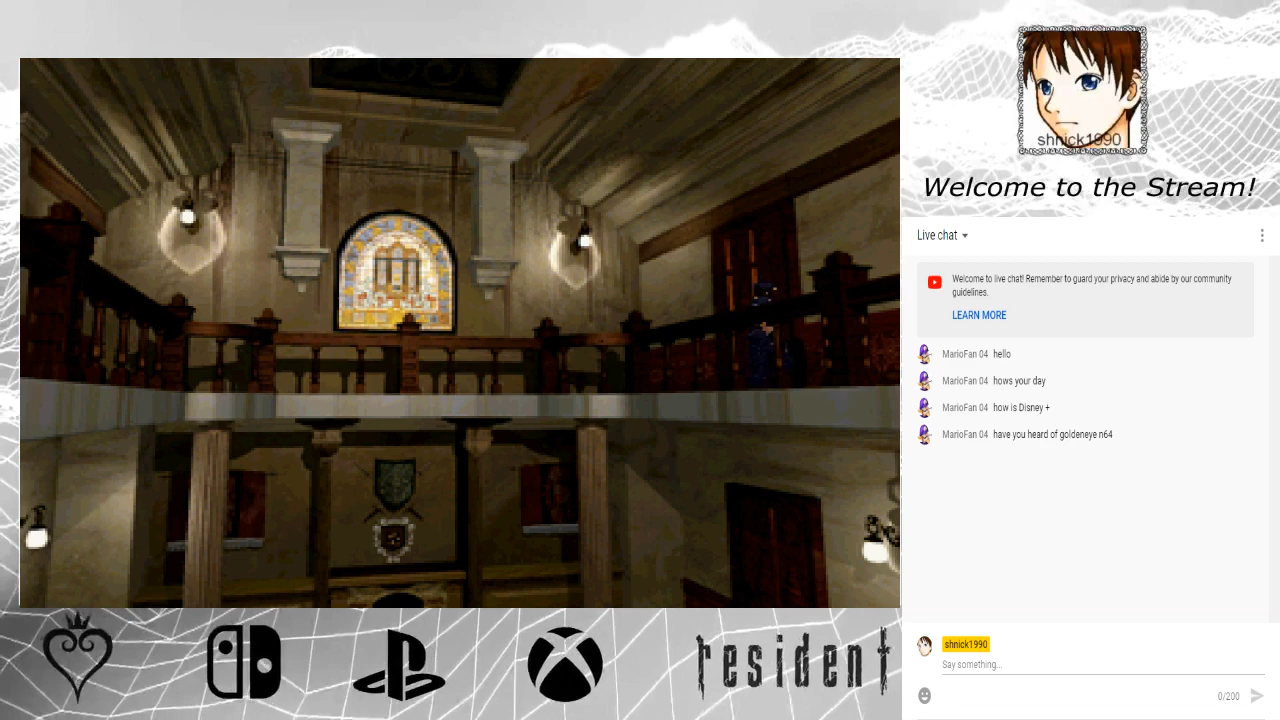 shnick1990
Welcome to the Stream!
Live chat
Welcome to live chat! Remember to guard your privacy and abide by our community
guidelines.
LEARN MORE
MarioFan 04 hello
MarioFan 04 hows your day
MarioFan 04 how is Disney +
MarioFan 04 have you heard of goldeneye n64
shnick1990
Say something...
0/200
resident